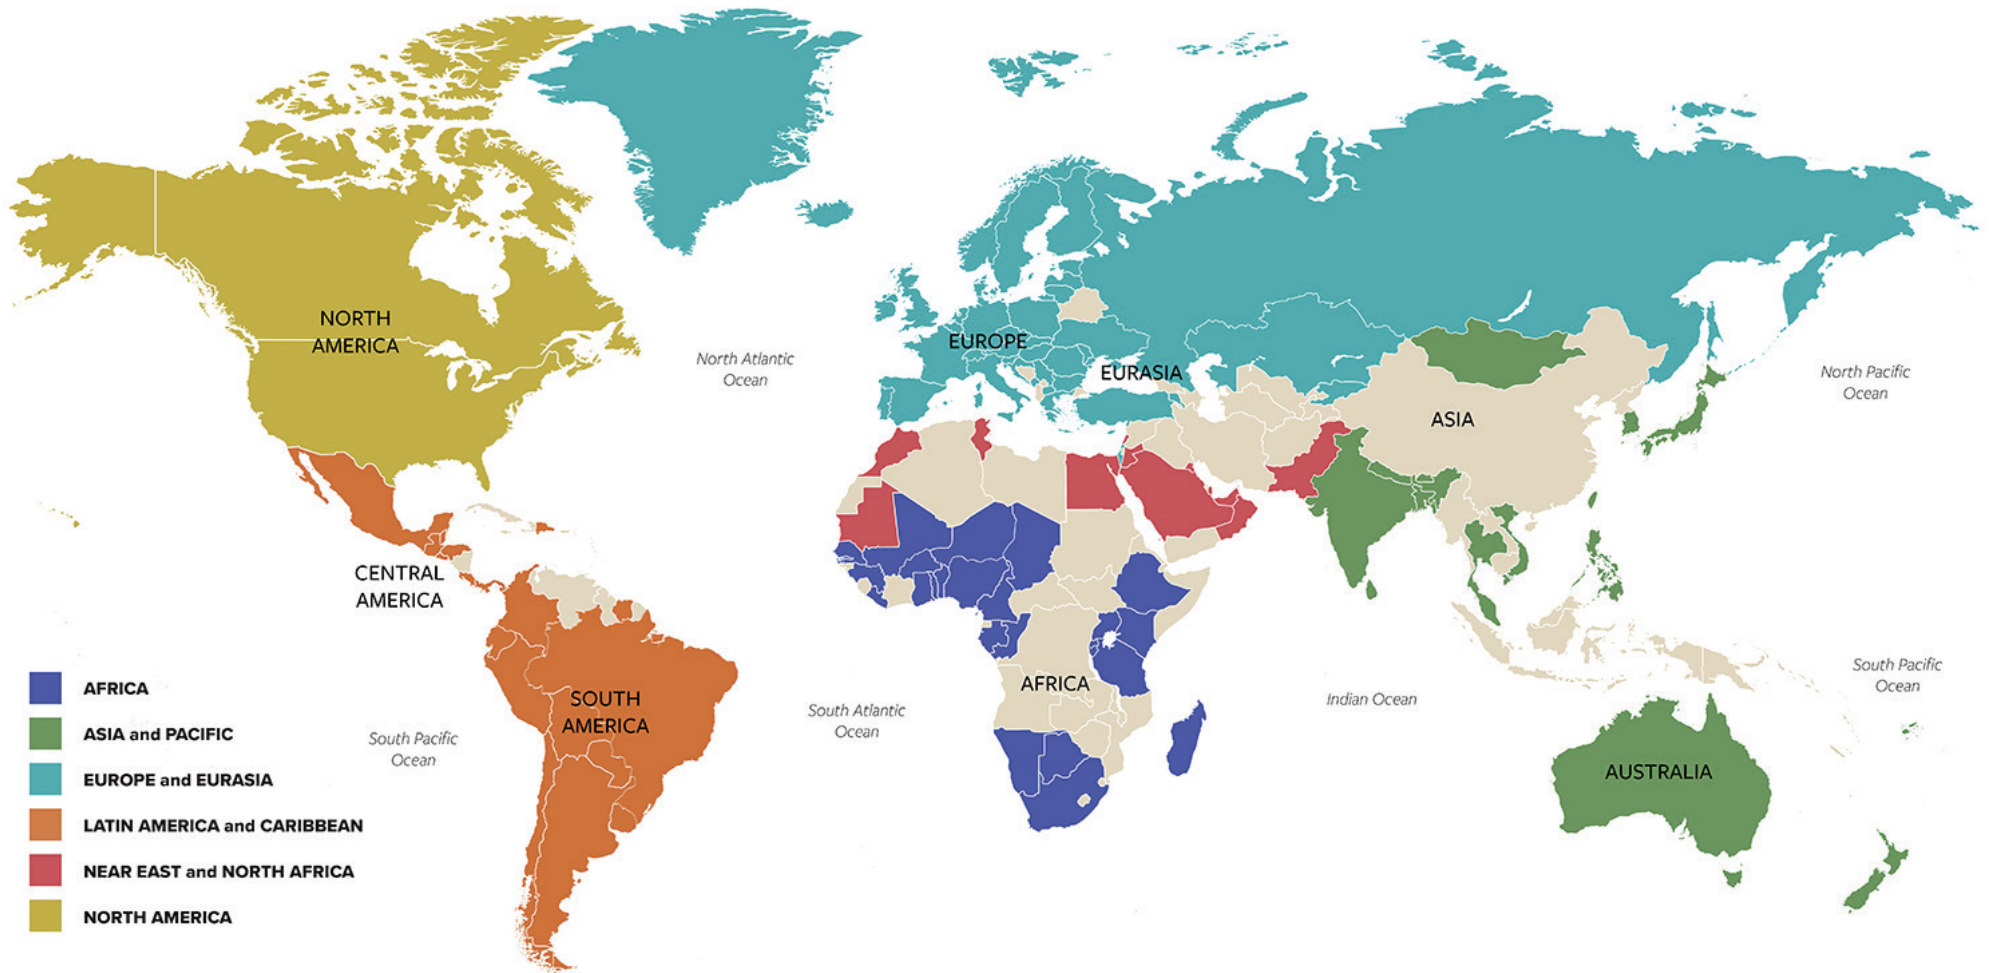 NORTH
AMERICA
North Atlantic
Ocean
EUROPE
EURASIA
ASIA
North Pacific
Ocean
CENTRAL
AMERICA
SOUTH
AMERICA
AFRICA
South Atlantic
Ocean
Indian Ocean
South Pacific
Ocean
South Pacific
Ocean
AUSTRALIA
AFRICA
ASIA and PACIFIC
EUROPE and EURASIA
LATIN AMERICA and CARIBBEAN
NEAR EAST and NORTH AFRICA
NORTH AMERICA